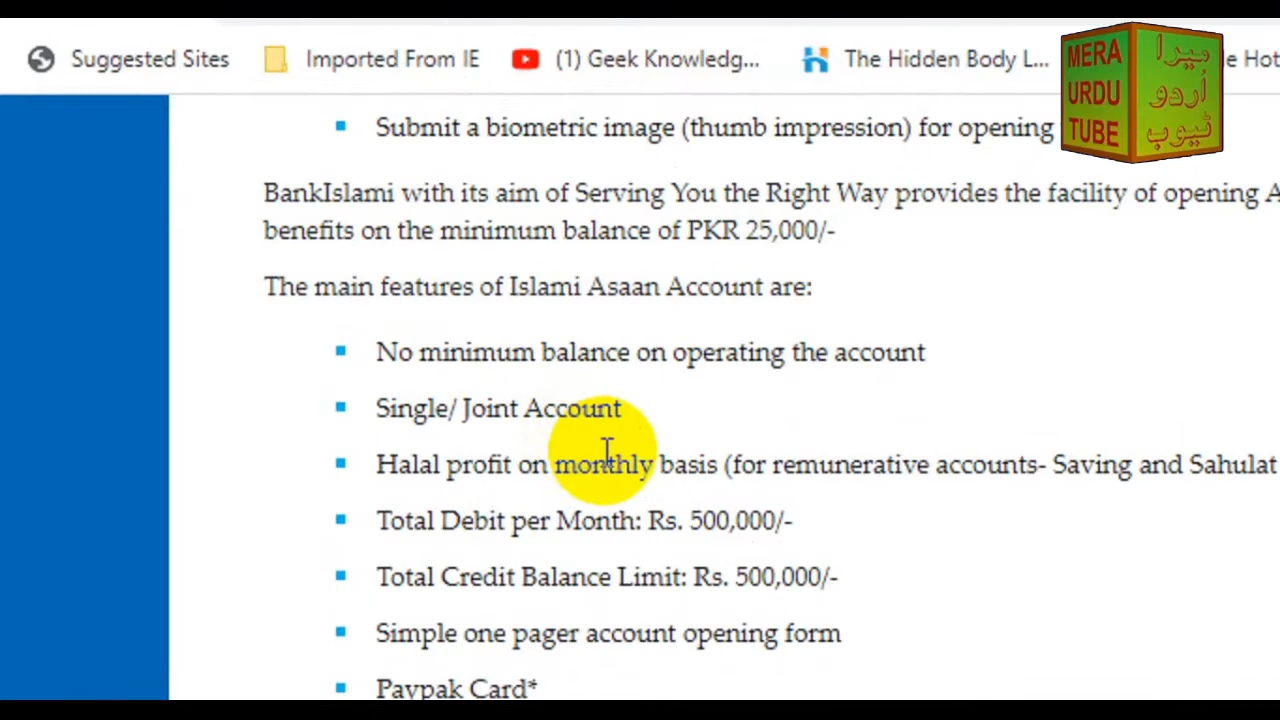 Suggested Sites Imported From IE (1) Geek Knowledg... The Hidden Body L... le Hot
MERA URDU TUBE
میرا اُردو ٹیوب
Submit a biometric image (thumb impression) for opening
BankIslami with its aim of Serving You the Right Way provides the facility of opening A
benefits on the minimum balance of PKR 25,000/-
The main features of Islami Asaan Account are:
No minimum balance on operating the account
Single/ Joint Account
Halal profit on monthly basis (for remunerative accounts- Saving and Sahulat
Total Debit per Month: Rs. 500,000/-
Total Credit Balance Limit: Rs. 500,000/-
Simple one pager account opening form
Paypak Card*